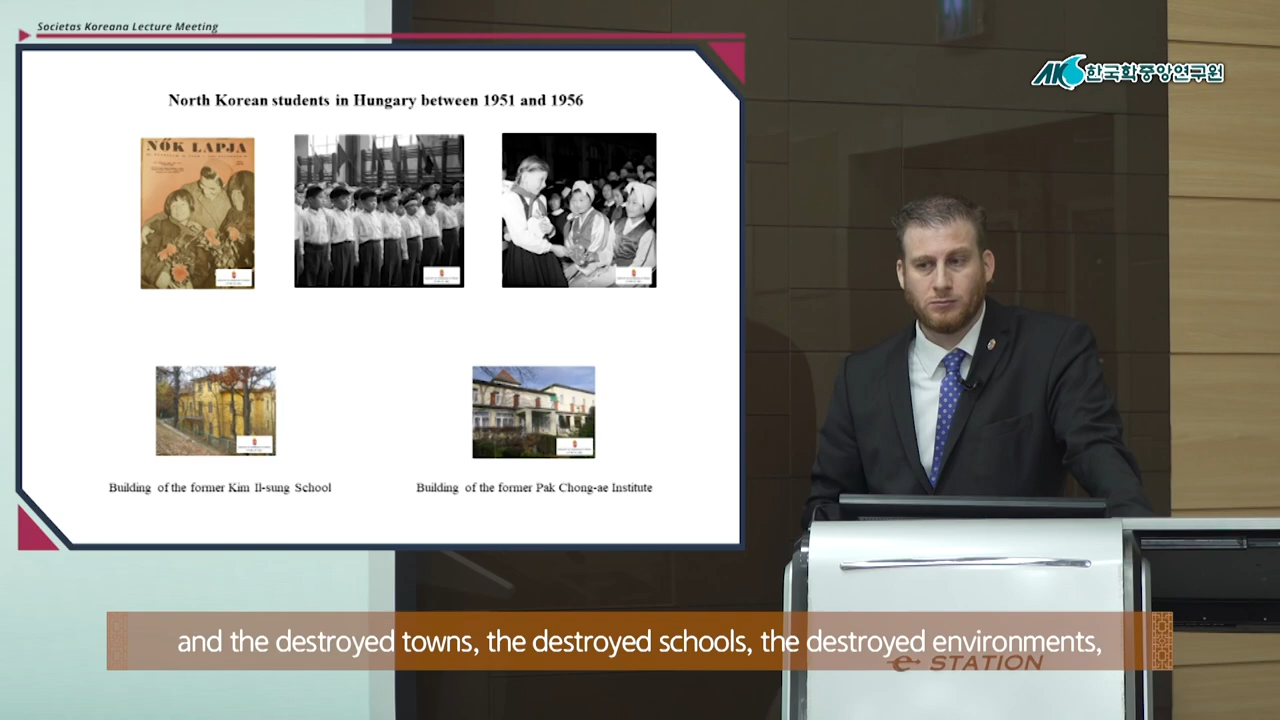 Societas Koreana Lecture Meeting
AKS 한국학중앙연구원
North Korean students in Hungary between 1951 and 1956
NŐK LAPJA
Building of the former Kim Il-sung School
Building of the former Pak Chong-ae Institute
and the destroyed towns, the destroyed schools, the destroyed environments,
e-STATION